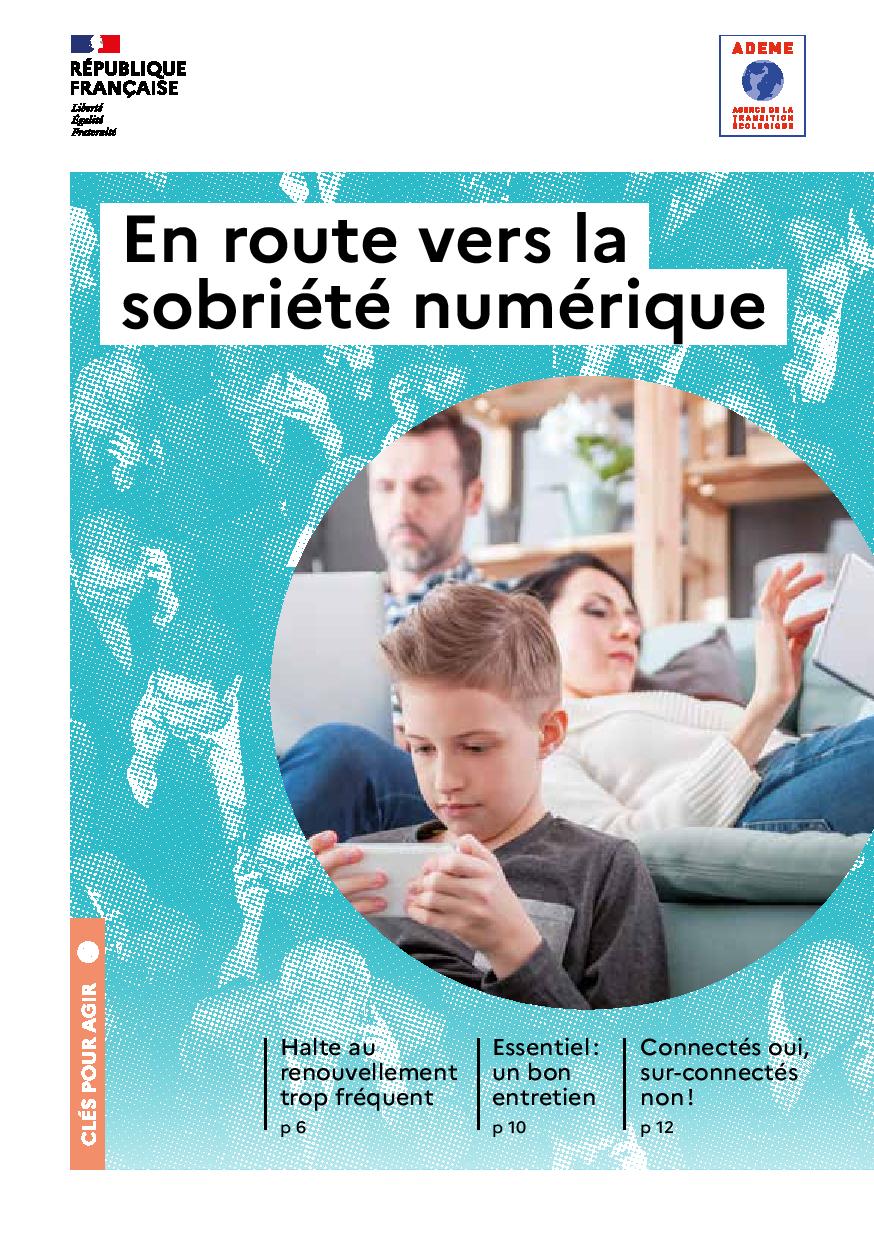 RÉPUBLIQUE
FRANÇAISE
Liberté
Égalité
Fraternité
ADEME
AGENCE DE LA
TRANSITION
ÉCOLOGIQUE
En route vers la
sobriété numérique
CLÉS POUR AGIR
Halte au
renouvellement
trop fréquent
p 6
Essentiel :
un bon
entretien
p 10
Connectés oui,
sur-connectés
non !
p 12